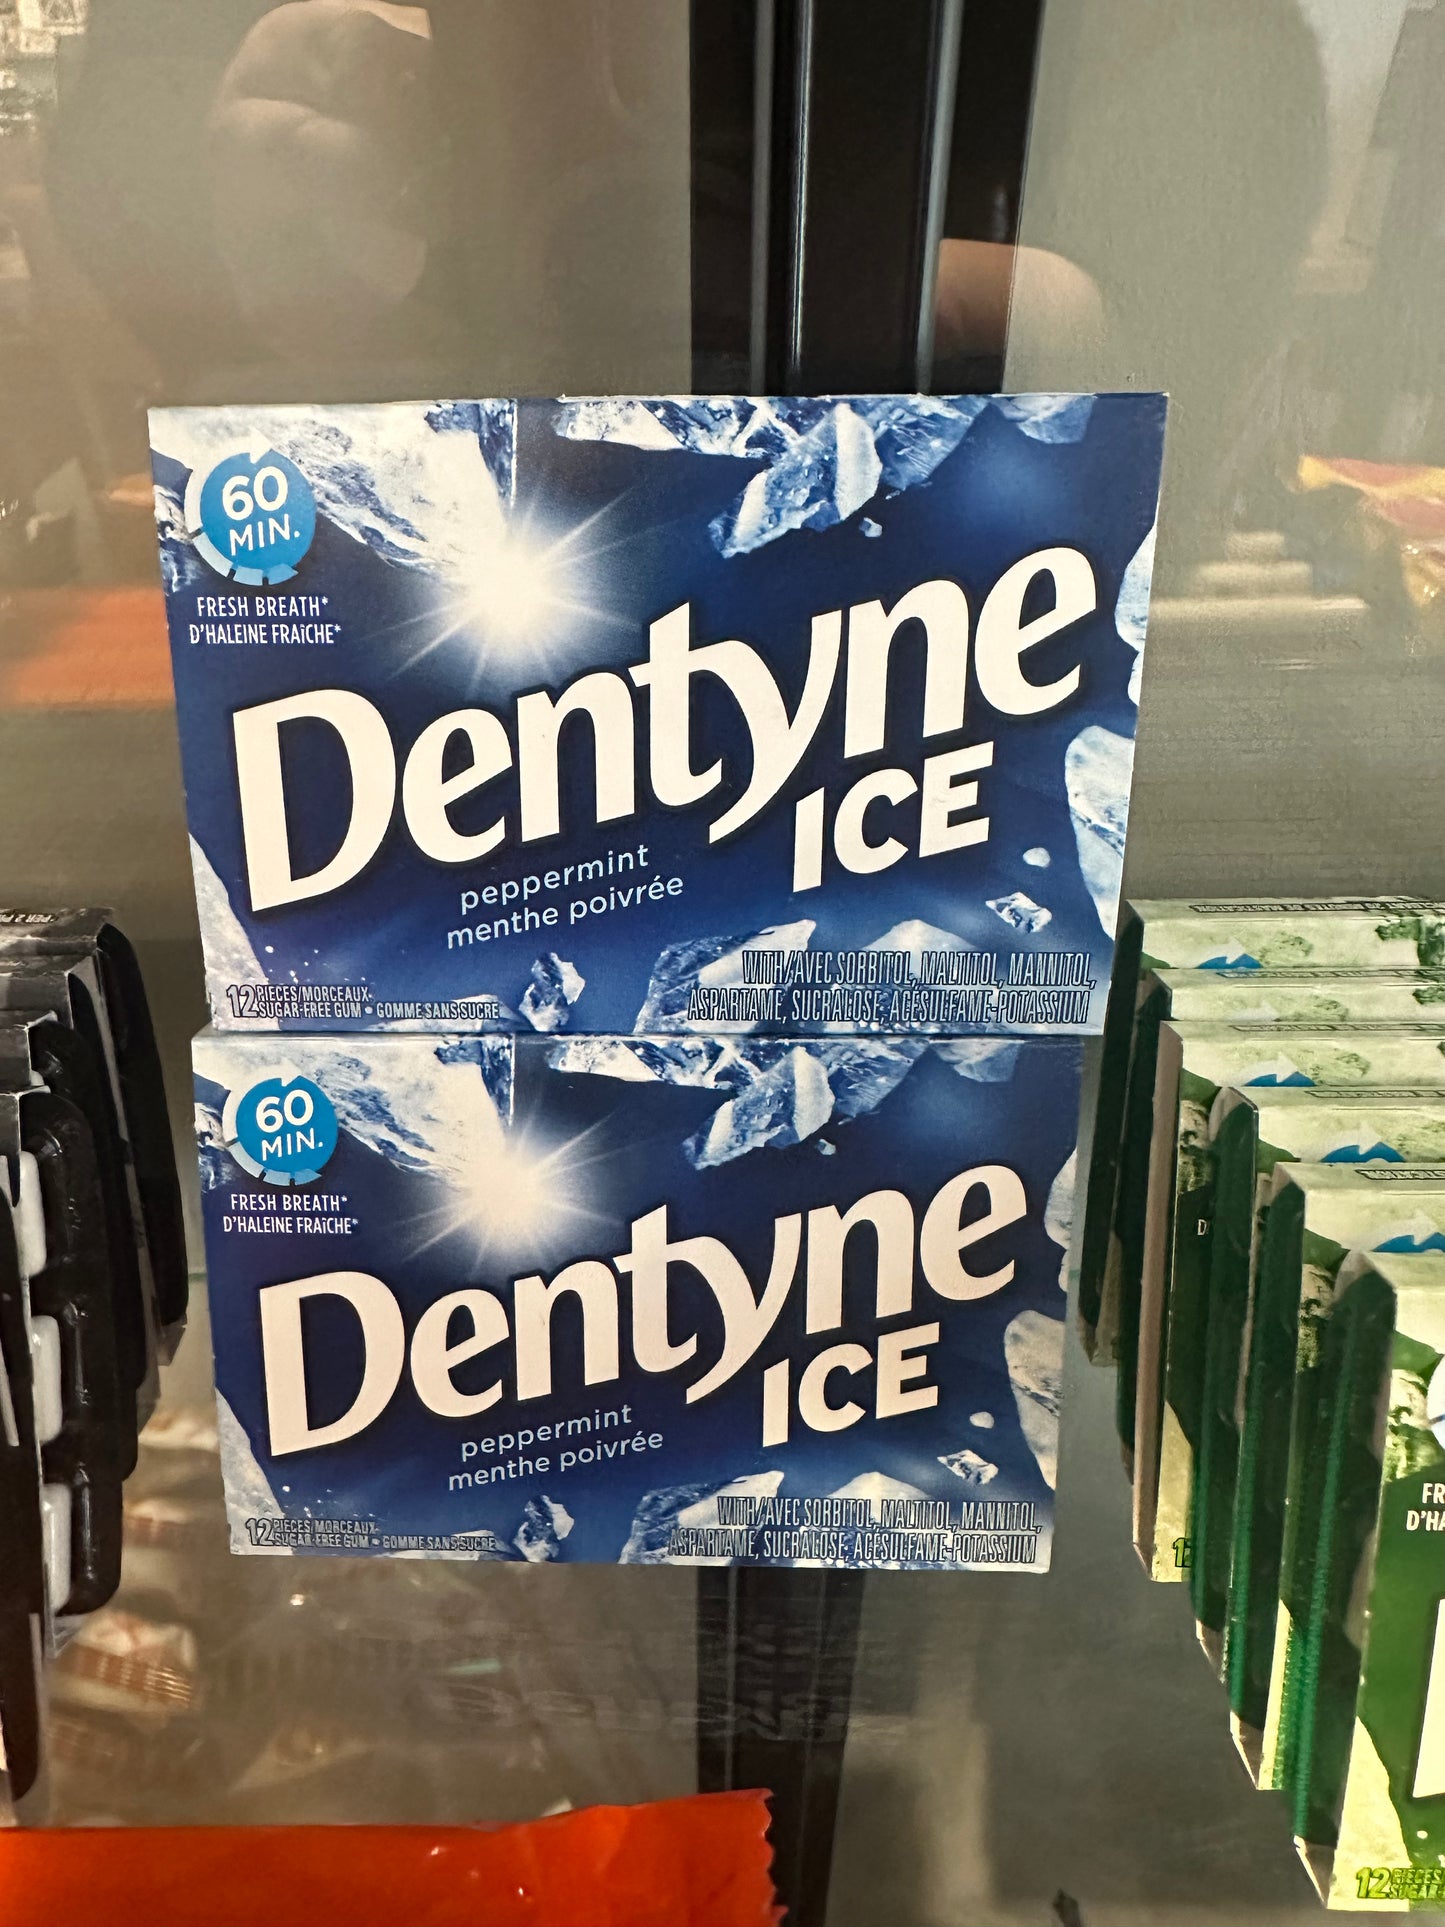 60
MIN.
FRESH BREATH*
D'HALEINE FRAÎCHE*
Dentyne
ICE
peppermint
menthe poivrée
12 PIECES/MORCEAUX
SUGAR-FREE GUM • GOMME SANS SUCRE
WITH/AVEC SORBITOL, MALTITOL, MANNITOL,
ASPARTAME, SUCRALOSE, ACÉSULFAME-POTASSIUM
60
MIN.
FRESH BREATH*
D'HALEINE FRAÎCHE*
Dentyne
ICE
peppermint
menthe poivrée
12 PIECES/MORCEAUX
SUGAR-FREE GUM • GOMME SANS SUCRE
WITH/AVEC SORBITOL, MALTITOL, MANNITOL,
ASPARTAME, SUCRALOSE, ACÉSULFAME-POTASSIUM
FR
D'HA
12 PIECES